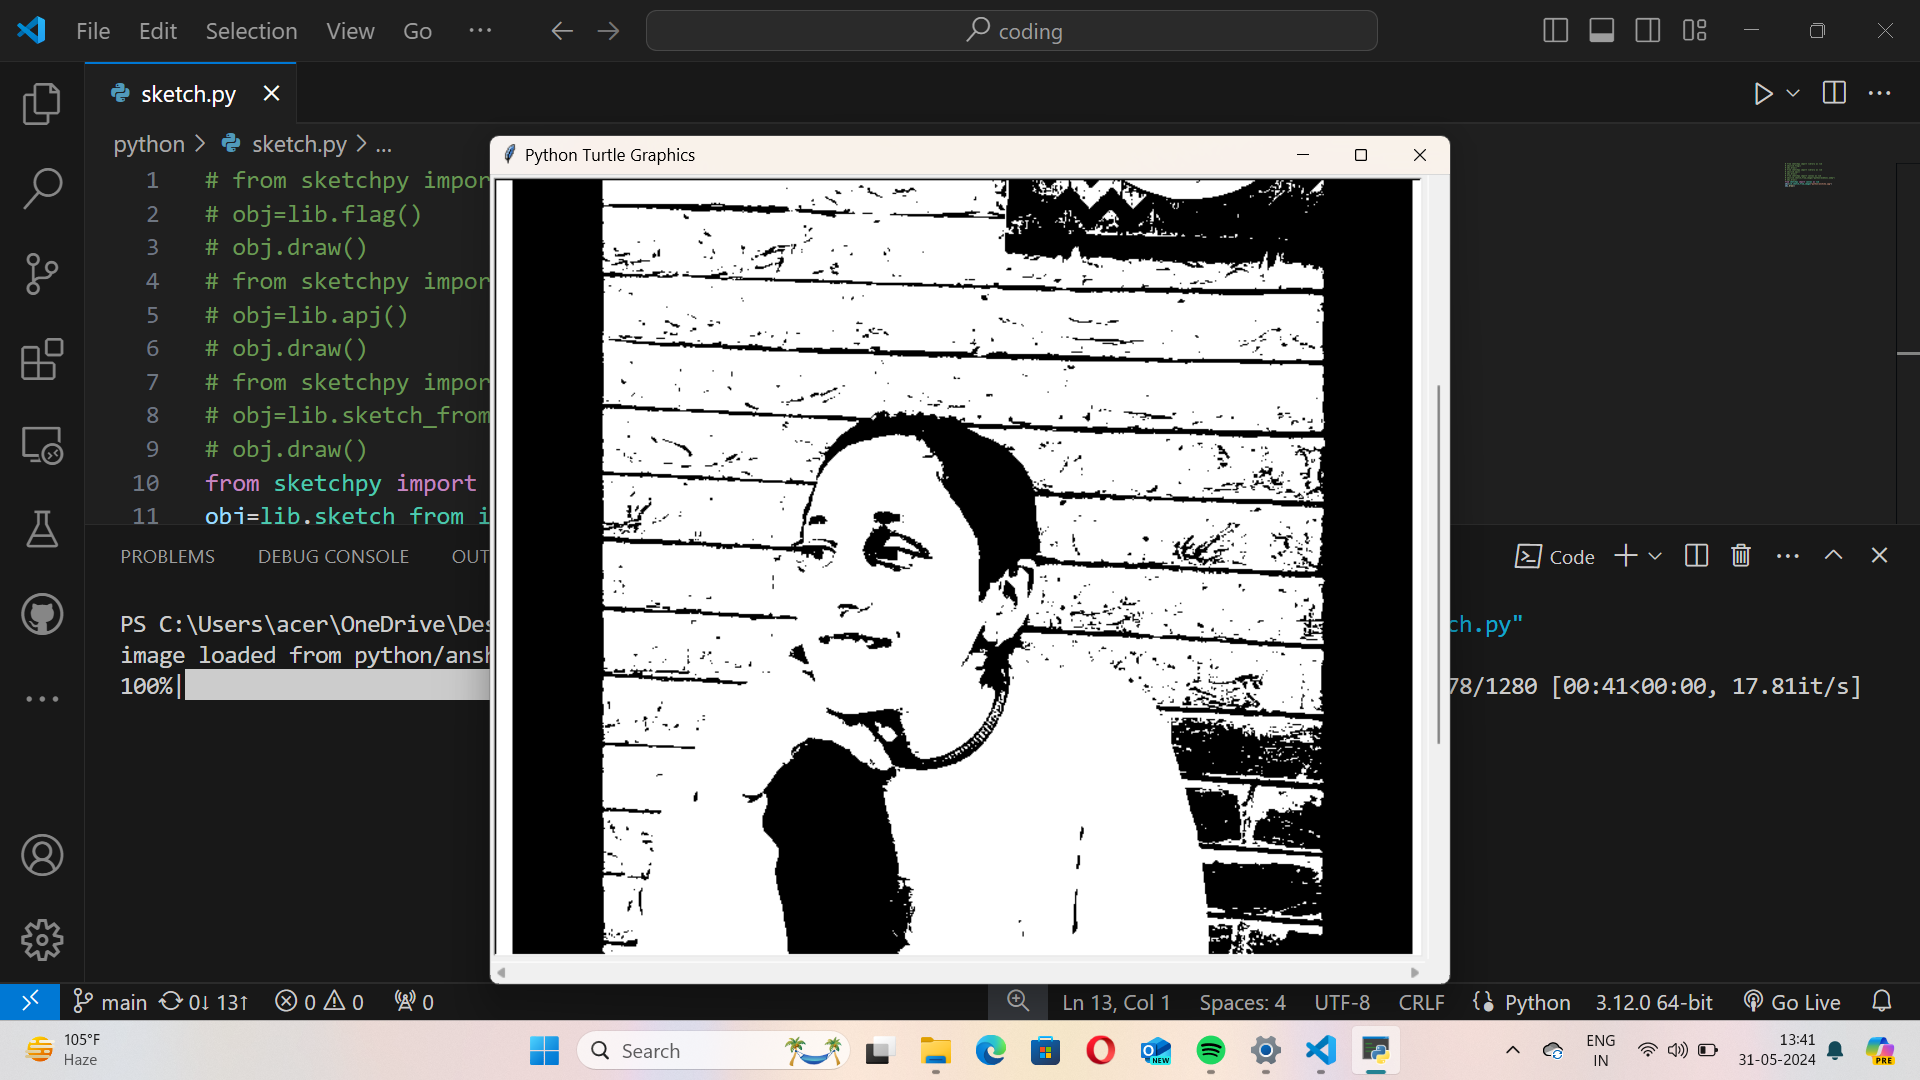 File Edit Selection View Go ... coding
sketch.py
python > sketch.py > ...
Python Turtle Graphics
1 # from sketchpy impor
2 # obj=lib.flag()
3 # obj.draw()
4 # from sketchpy impor
5 # obj=lib.apj()
6 # obj.draw()
7 # from sketchpy impor
8 # obj=lib.sketch_from
9 # obj.draw()
10 from sketchpy import
11 obj=lib.sketch_from_i
PROBLEMS DEBUG CONSOLE OUT Code
PS C:\Users\acer\OneDrive\Des ch.py"
image loaded from python/ansh
100%| 78/1280 [00:41<00:00, 17.81it/s]
main 0↓ 13↑ 0 0 0 Ln 13, Col 1 Spaces: 4 UTF-8 CRLF Python 3.12.0 64-bit Go Live
105°F
Haze
Search
NEW
ENG
IN
13:41
31-05-2024
PRE